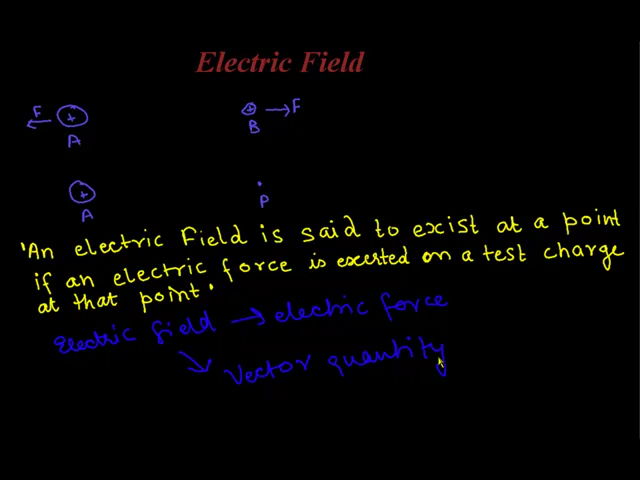 Electric Field
F + + F
A B
+
A P
'An electric Field is said to exist at a point
if an electric force is exerted on a test charge
at that point'
Electric field → electric force
↘ Vector quantity